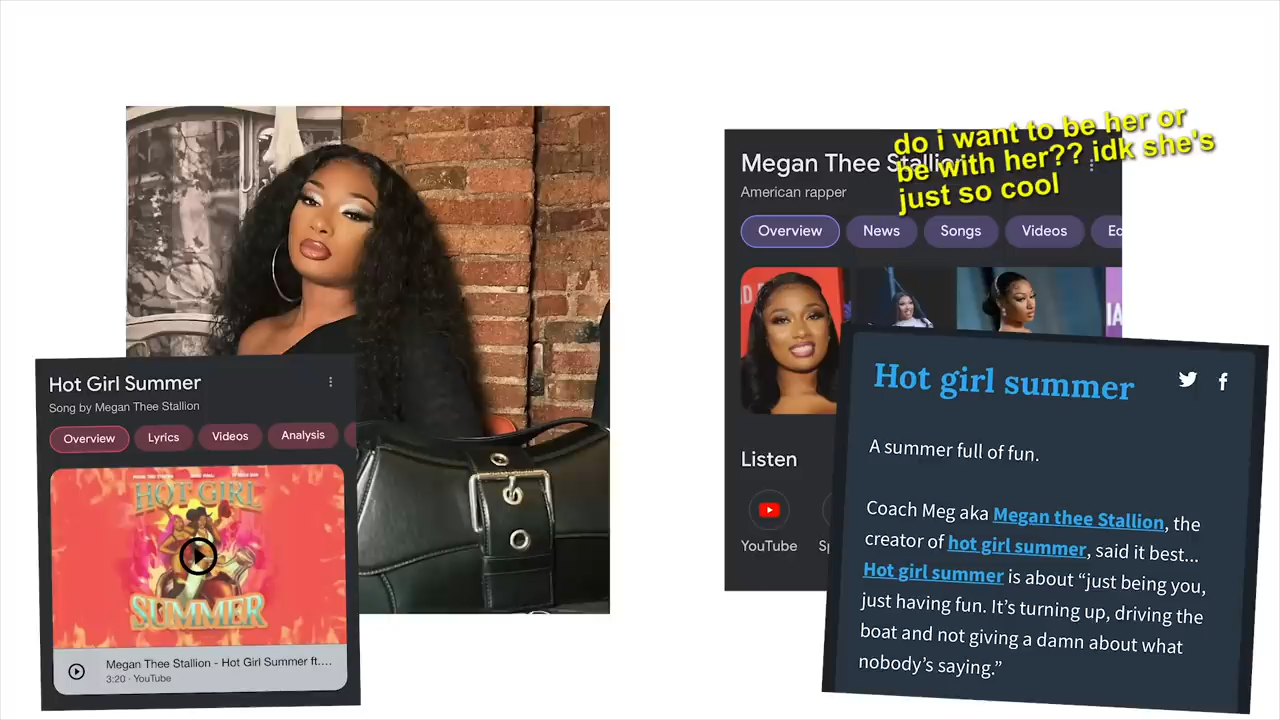 do i want to be her or
be with her?? idk she's
just so cool
Megan Thee Stallion
American rapper
Overview
News
Songs
Videos
Listen
YouTube
Hot Girl Summer
Song by Megan Thee Stallion
Overview
Lyrics
Videos
Analysis
HOT GIRL
SUMMER
Megan Thee Stallion - Hot Girl Summer ft....
3:20 · YouTube
Hot girl summer
A summer full of fun.
Coach Meg aka Megan thee Stallion, the
creator of hot girl summer, said it best...
Hot girl summer is about “just being you,
just having fun. It’s turning up, driving the
boat and not giving a damn about what
nobody’s saying.”